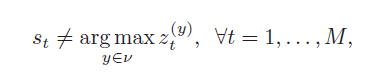 s_t ≠ arg max_{y∈ν} z_t^{(y)}, ∀t = 1, . . . , M,